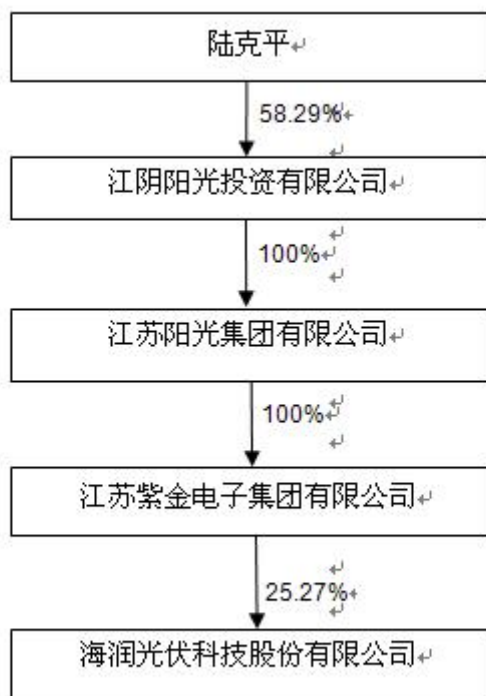 陆克平
58.29%
江阴阳光投资有限公司
100%
江苏阳光集团有限公司
100%
江苏紫金电子集团有限公司
25.27%
海润光伏科技股份有限公司